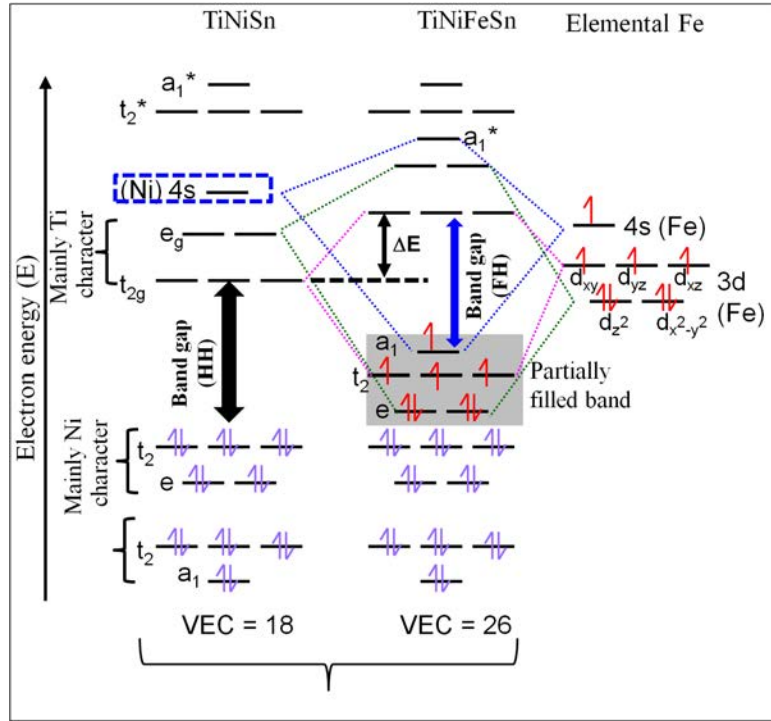 TiNiSn TiNiFeSn Elemental Fe
a1*
t2*
a1*
(Ni) 4s
4s (Fe)
eg
ΔE
dxy dyz dxz
3d
(Fe)
t2g
dz2 dx2-y2
Band gap
(HH)
Band gap
(FH)
a1
t2
e
Partially
filled band
Mainly Ti
character
Electron energy (E)
Mainly Ni
character
t2
e
t2
a1
VEC = 18 VEC = 26